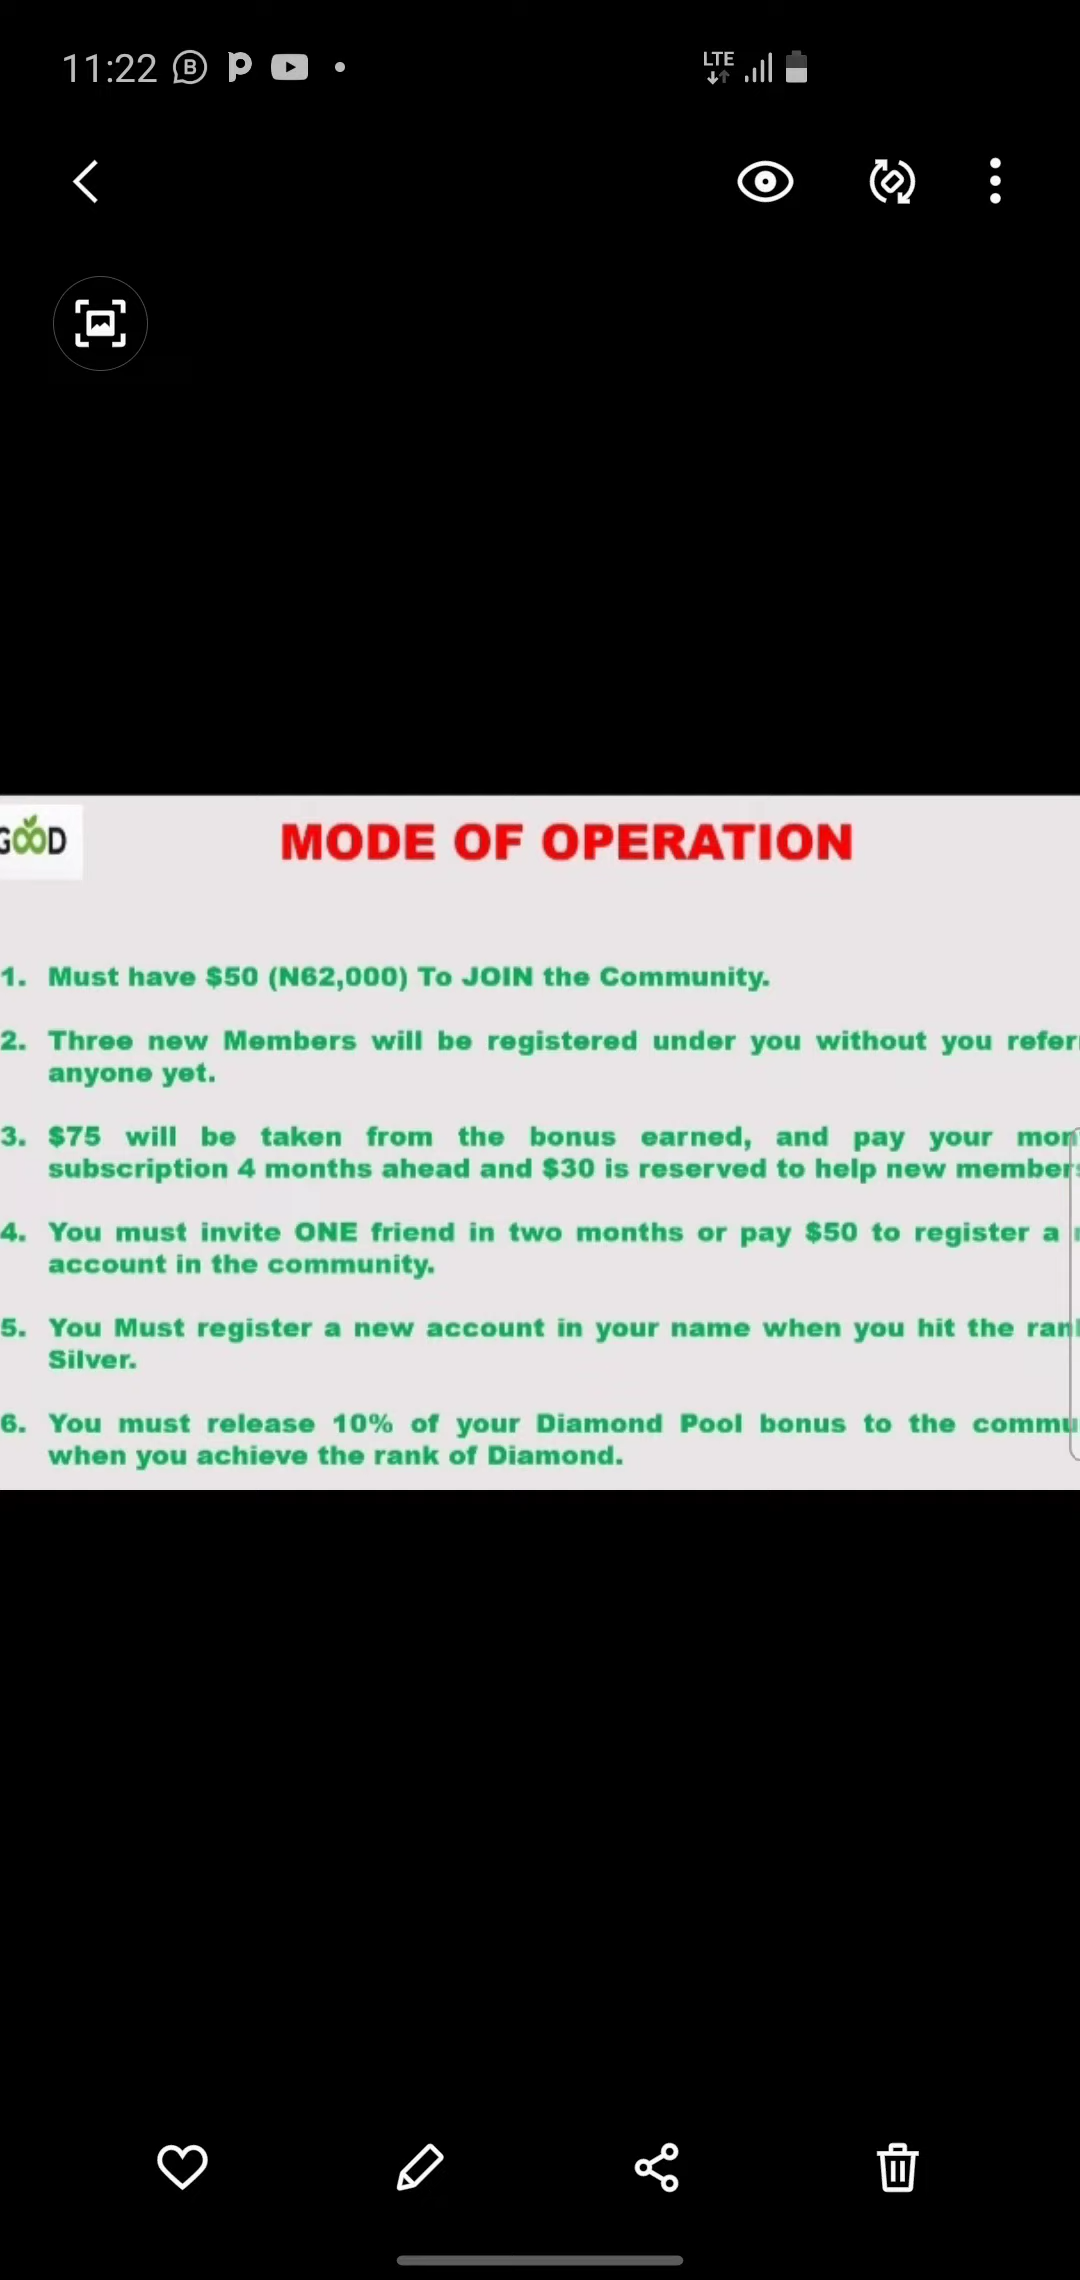 11:22
LTE
GOOD
MODE OF OPERATION
1. Must have $50 (N62,000) To JOIN the Community.
2. Three new Members will be registered under you without you
anyone yet.
3. $75 will be taken from the bonus earned, and pay your
subscription 4 months ahead and $30 is reserved to help new
4. You must invite ONE friend in two months or pay $50 to register a
account in the community.
5. You Must register a new account in your name when you hit the
Silver.
6. You must release 10% of your Diamond Pool bonus to the
when you achieve the rank of Diamond.